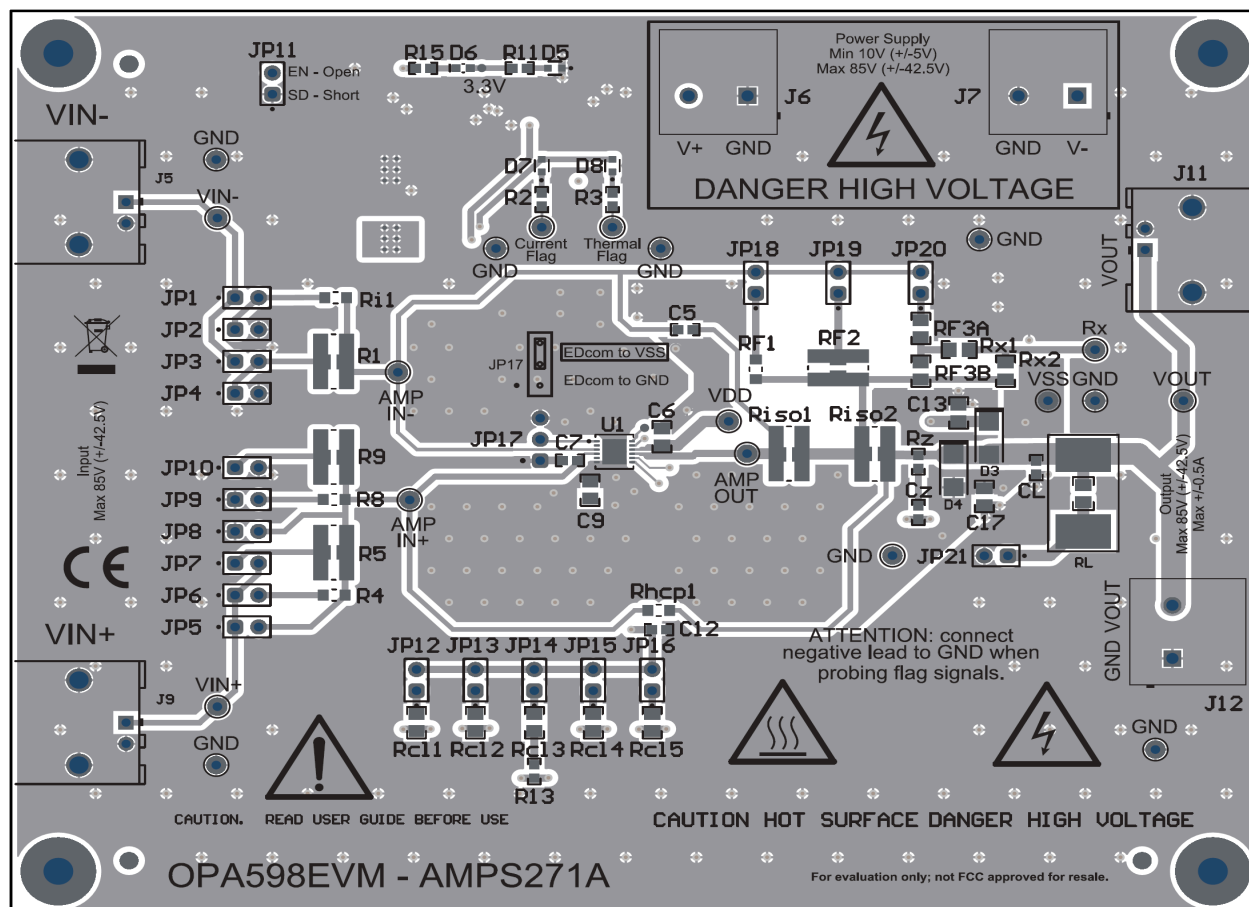 JP11
EN - Open
SD - Short
R15 D6 R11 D5
3.3V
Power Supply
Min 10V (+/-5V)
Max 85V (+/-42.5V)
J6
J7
V+ GND
GND V-
DANGER HIGH VOLTAGE
VIN-
GND
J5
VIN-
D7 D8
R2 R3
Current
Flag
Thermal
Flag
GND
GND
GND
J11
VOUT
JP18 JP19 JP20
JP1
JP2
JP3
JP4
Ri1
R1
AMP
IN-
C5
JP17
EDcom to VSS
EDcom to GND
RF1
RF2
RF3A
RF3B
Rx1
Rx2
Rx
VSS
GND
VOUT
VDD
C6
U1
JP17
C7
C9
Riso1
Riso2
C13
Rz
D3
D4
Cz
C17
CL
RL
JP21
GND
AMP
OUT
Input
Max 85V (+/-42.5V)
Output
Max 85V (+/-42.5V)
Max +/-0.5A
JP10
JP9
JP8
JP7
JP6
JP5
R9
R8
R5
R4
AMP
IN+
CE
VIN+
VIN+
J9
GND
Rhcp1
C12
JP12 JP13 JP14 JP15 JP16
Rcl1 Rcl2 Rcl3 Rcl4 Rcl5
R13
ATTENTION: connect
negative lead to GND when
probing flag signals.
GND VOUT
J12
GND
CAUTION. READ USER GUIDE BEFORE USE
CAUTION HOT SURFACE DANGER HIGH VOLTAGE
OPA598EVM - AMPS271A
For evaluation only; not FCC approved for resale.